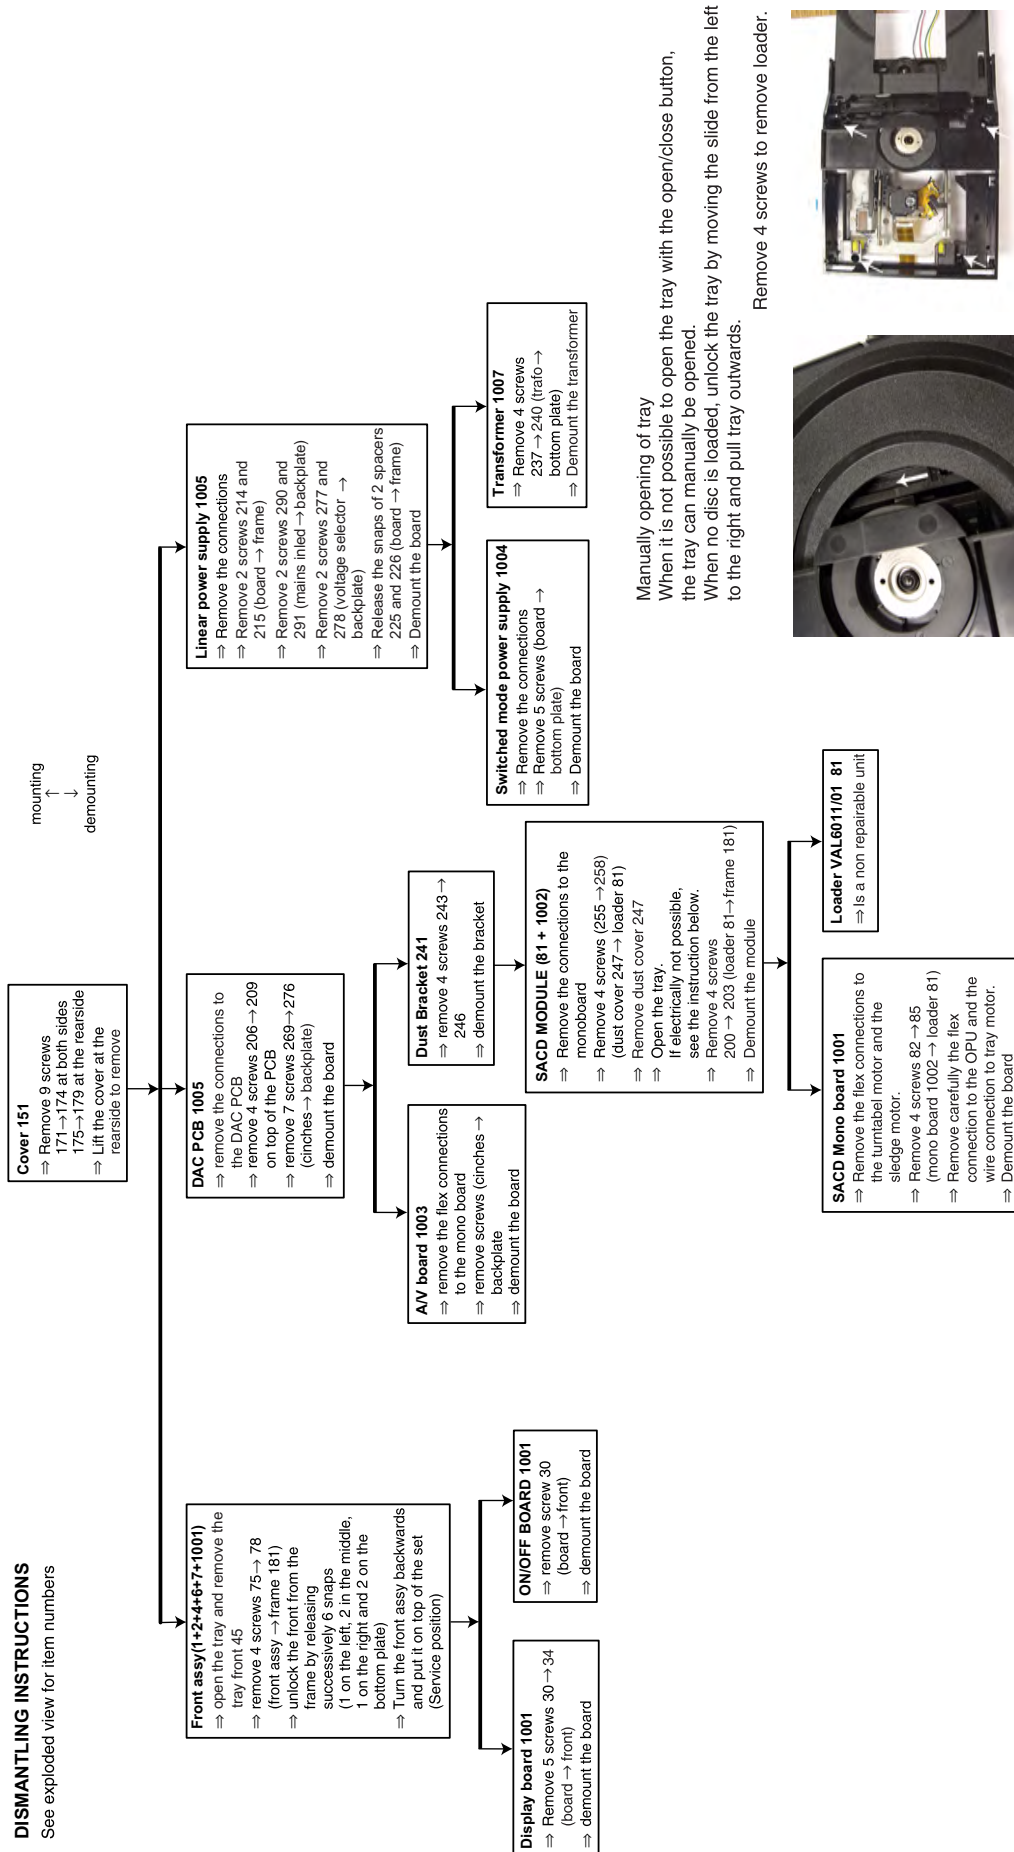 DISMANTLING INSTRUCTIONS
See exploded view for item numbers
mounting
↑
↓
demounting
Cover 151
⇒ Remove 9 screws
171→174 at both sides
175→179 at the rearside
⇒ Lift the cover at the
rearside to remove
Front assy(1+2+4+6+7+1001)
⇒ open the tray and remove the
tray front 45
⇒ remove 4 screws 75→ 78
(front assy →frame 181)
⇒ unlock the front from the
frame by releasing
successively 6 snaps
(1 on the left, 2 in the middle,
1 on the right and 2 on the
bottom plate)
⇒ Turn the front assy backwards
and put it on top of the set
(Service position)
Display board 1001
⇒ Remove 5 screws 30→34
(board → front)
⇒ demount the board
ON/OFF BOARD 1001
⇒ remove screw 30
(board →front)
⇒ demount the board
DAC PCB 1005
⇒ remove the connections to
the DAC PCB
⇒ remove 4 screws 206→209
on top of the PCB
⇒ remove 7 screws 269→276
(cinches→ backplate)
⇒ demount the board
A/V board 1003
⇒ remove the flex connections
to the mono board
⇒ remove screws (cinches →
backplate
⇒ demount the board
Dust Bracket 241
⇒ remove 4 screws 243→
246
⇒ demount the bracket
SACD MODULE (81 + 1002)
⇒ Remove the connections to the
monoboard
⇒ Remove 4 screws (255 →258)
(dust cover 247→ loader 81)
⇒ Remove dust cover 247
⇒ Open the tray.
If electrically not possible,
see the instruction below.
⇒ Remove 4 screws
200 → 203 (loader 81→frame 181)
⇒ Demount the module
SACD Mono board 1001
⇒ Remove the flex connections to
the turntabel motor and the
sledge motor.
⇒ Remove 4 screws 82→85
(mono board 1002→ loader 81)
⇒ Remove carefully the flex
connection to the OPU and the
wire connection to tray motor.
⇒ Demount the board
Loader VAL6011/01 81
⇒ Is a non repairable unit
Linear power supply 1005
⇒ Remove the connections
⇒ Remove 2 screws 214 and
215 (board → frame)
⇒ Remove 2 screws 290 and
291 (mains inled →backplate)
⇒ Remove 2 screws 277 and
278 (voltage selector →
backplate)
⇒ Release the snaps of 2 spacers
225 and 226 (board →frame)
⇒ Demount the board
Switched mode power supply 1004
⇒ Remove the connections
⇒ Remove 5 screws (board →
bottom plate)
⇒ Demount the board
Transformer 1007
⇒ Remove 4 screws
237→240 (trafo→
bottom plate)
⇒ Demount the transformer
Manually opening of tray
When it is not possible to open the tray with the open/close button,
the tray can manually be opened.
When no disc is loaded, unlock the tray by moving the slide from the left
to the right and pull tray outwards.
Remove 4 screws to remove loader.